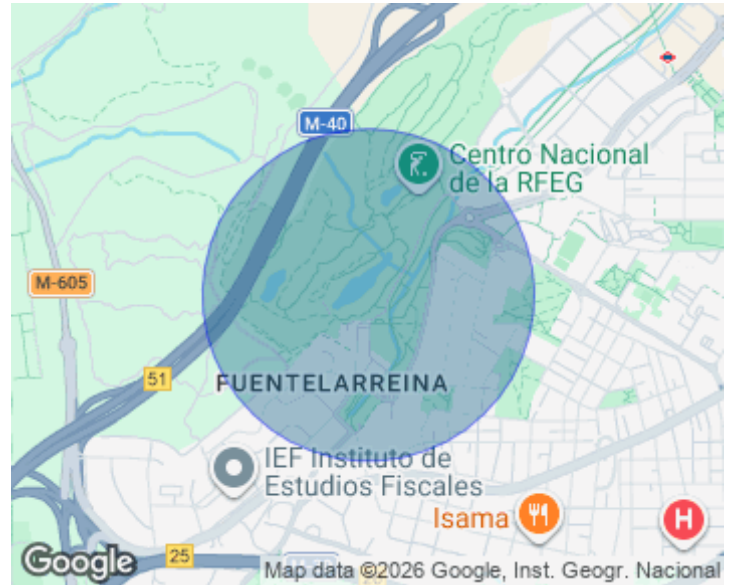 M-40
Centro Nacional
de la RFEG
M-605
51
FUENTELARREINA
IEF Instituto de
Estudios Fiscales
Isama
H
25
Google
Map data ©2026 Google, Inst. Geogr. Nacional